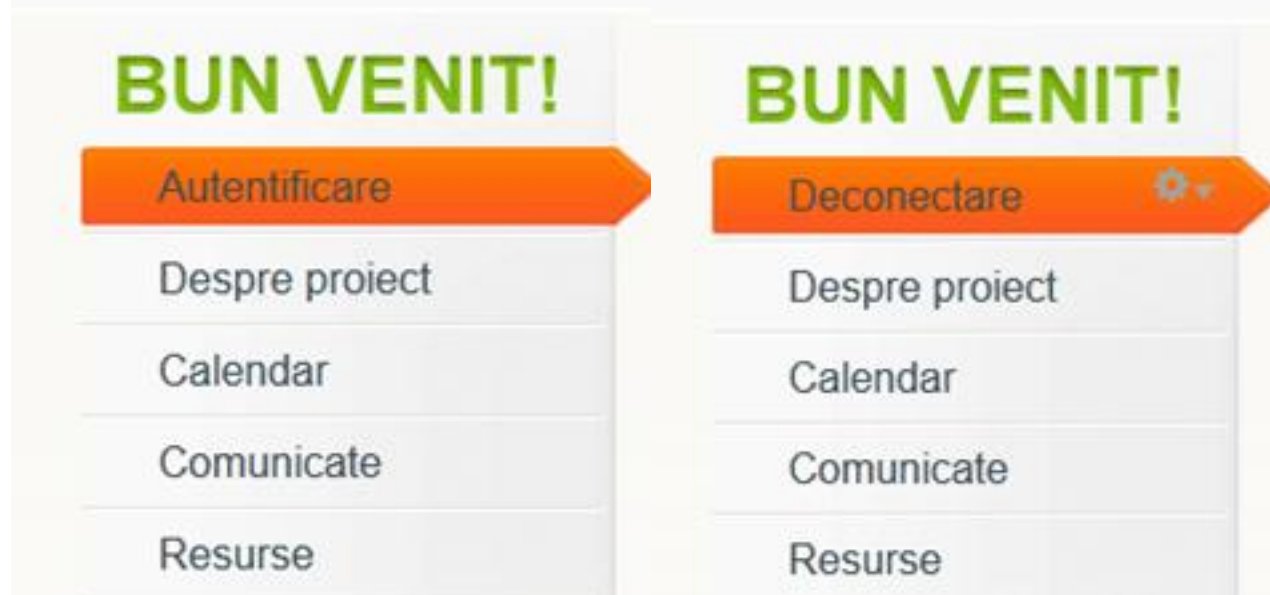 BUN VENIT!
Autentificare
Despre proiect
Calendar
Comunicate
Resurse
BUN VENIT!
Deconectare
Despre proiect
Calendar
Comunicate
Resurse